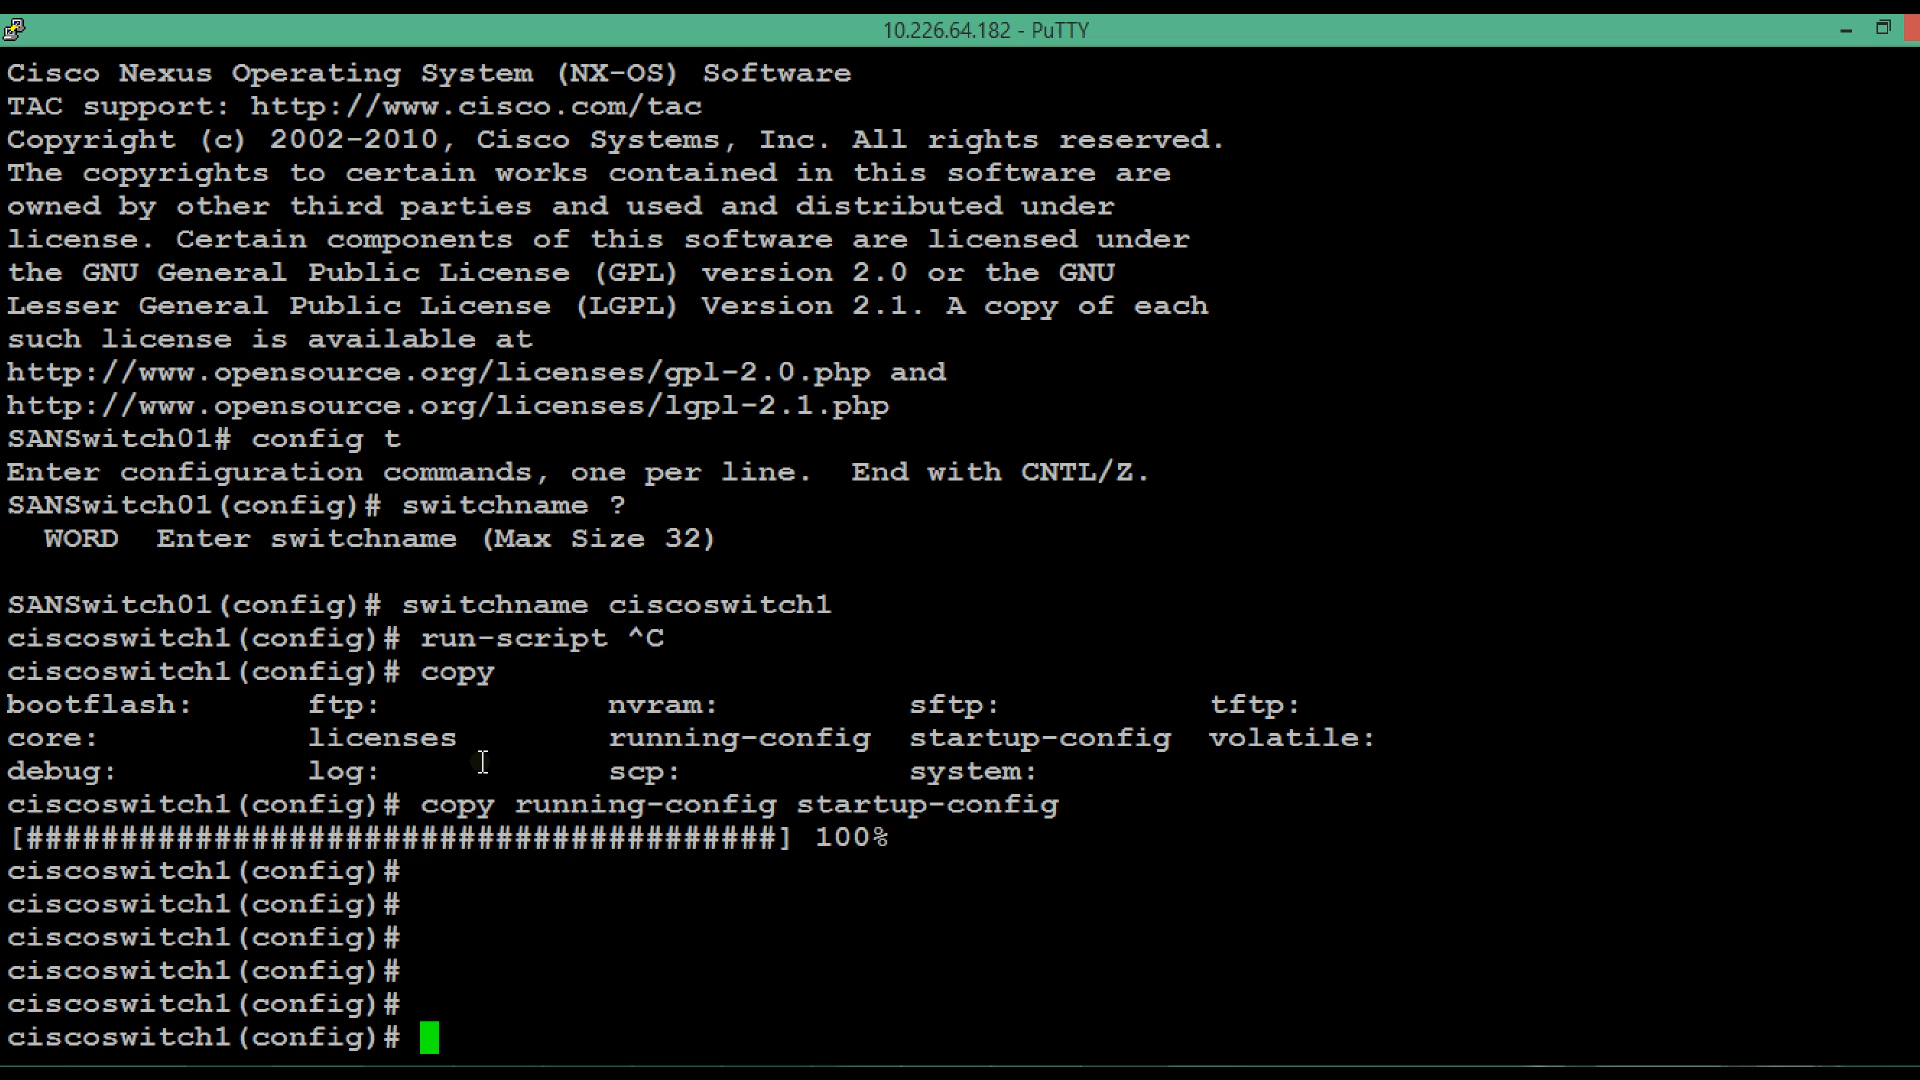 10.226.64.182 - PuTTY
Cisco Nexus Operating System (NX-OS) Software
TAC support: http://www.cisco.com/tac
Copyright (c) 2002-2010, Cisco Systems, Inc. All rights reserved.
The copyrights to certain works contained in this software are
owned by other third parties and used and distributed under
license. Certain components of this software are licensed under
the GNU General Public License (GPL) version 2.0 or the GNU
Lesser General Public License (LGPL) Version 2.1. A copy of each
such license is available at
http://www.opensource.org/licenses/gpl-2.0.php and
http://www.opensource.org/licenses/lgpl-2.1.php
SANSwitch01# config t
Enter configuration commands, one per line.  End with CNTL/Z.
SANSwitch01(config)# switchname ?
  WORD  Enter switchname (Max Size 32)
SANSwitch01(config)# switchname ciscoswitch1
ciscoswitch1(config)# run-script ^C
ciscoswitch1(config)# copy
bootflash:      ftp:            nvram:          sftp:           tftp:
core:           licenses        running-config  startup-config  volatile:
debug:          log:            scp:            system:
ciscoswitch1(config)# copy running-config startup-config
[########################################] 100%
ciscoswitch1(config)#
ciscoswitch1(config)#
ciscoswitch1(config)#
ciscoswitch1(config)#
ciscoswitch1(config)#
ciscoswitch1(config)#